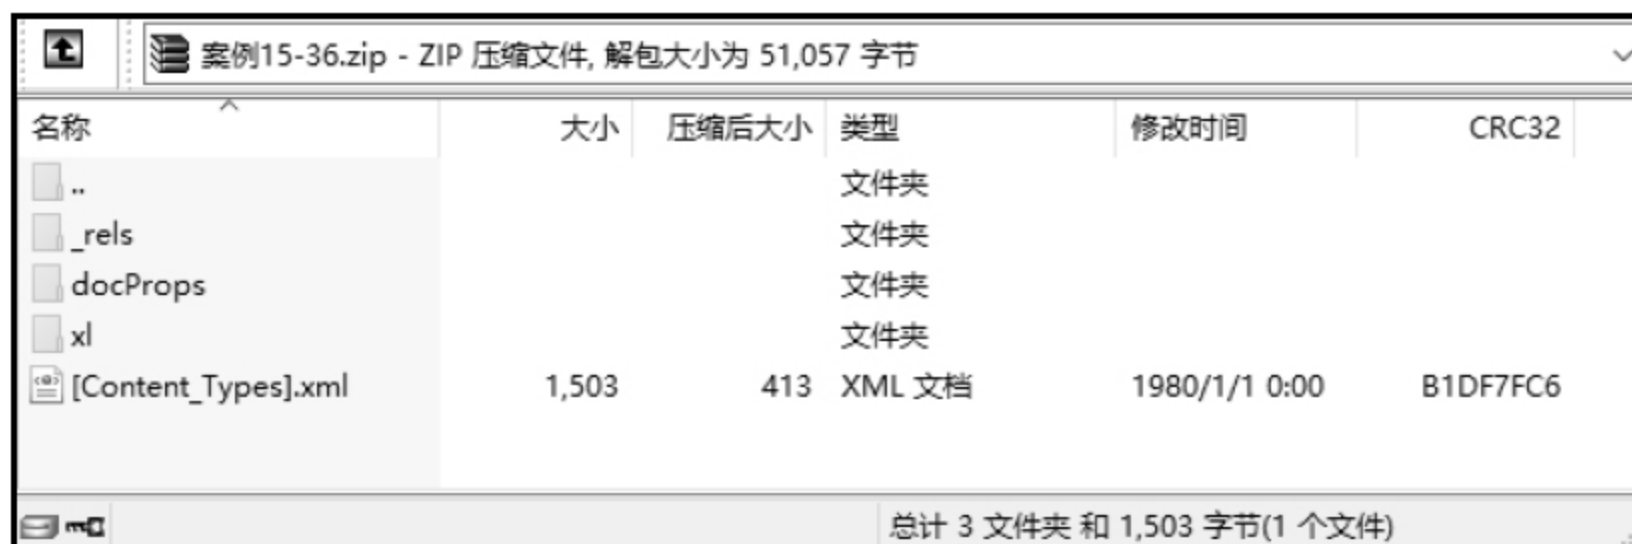 案例15-36.zip - ZIP 压缩文件, 解包大小为 51,057 字节
名称 大小 压缩后大小 类型 修改时间 CRC32
.. 文件夹
_rels 文件夹
docProps 文件夹
xl 文件夹
[Content_Types].xml 1,503 413 XML 文档 1980/1/1 0:00 B1DF7FC6
总计 3 文件夹 和 1,503 字节(1 个文件)